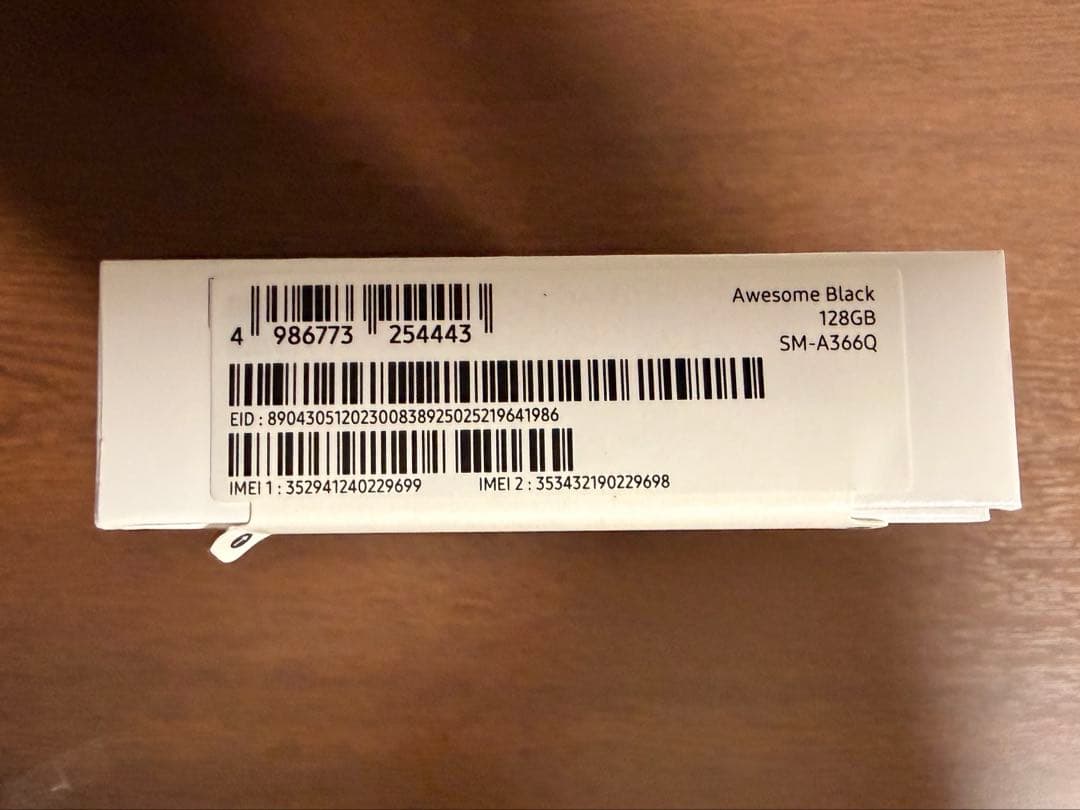 Awesome Black
128GB
SM-A366Q
4 986773 254443
EID : 89043051202300838925025219641986
IMEI 1 : 352941240229699 IMEI 2 : 353432190229698